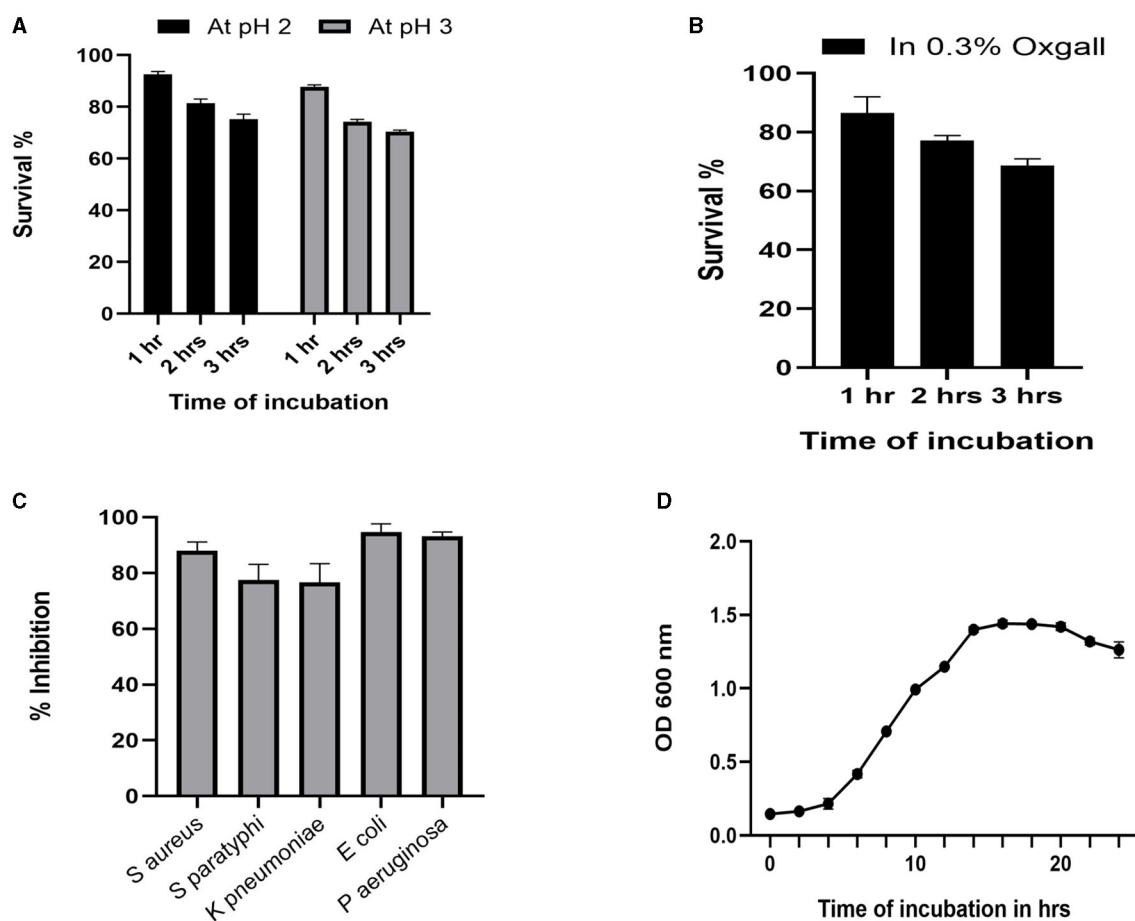 A
At pH 2
At pH 3
100
80
60
40
20
0
Survival %
1 hr
2 hrs
3 hrs
1 hr
2 hrs
3 hrs
Time of incubation
B
In 0.3% Oxgall
100
80
60
40
20
0
Survival %
1 hr 2 hrs 3 hrs
Time of incubation
C
100
80
60
40
20
0
% Inhibition
S aureus
S paratyphi
K pneumoniae
E coli
P aeruginosa
D
2.0
1.5
1.0
0.5
0.0
OD 600 nm
0 10 20
Time of incubation in hrs